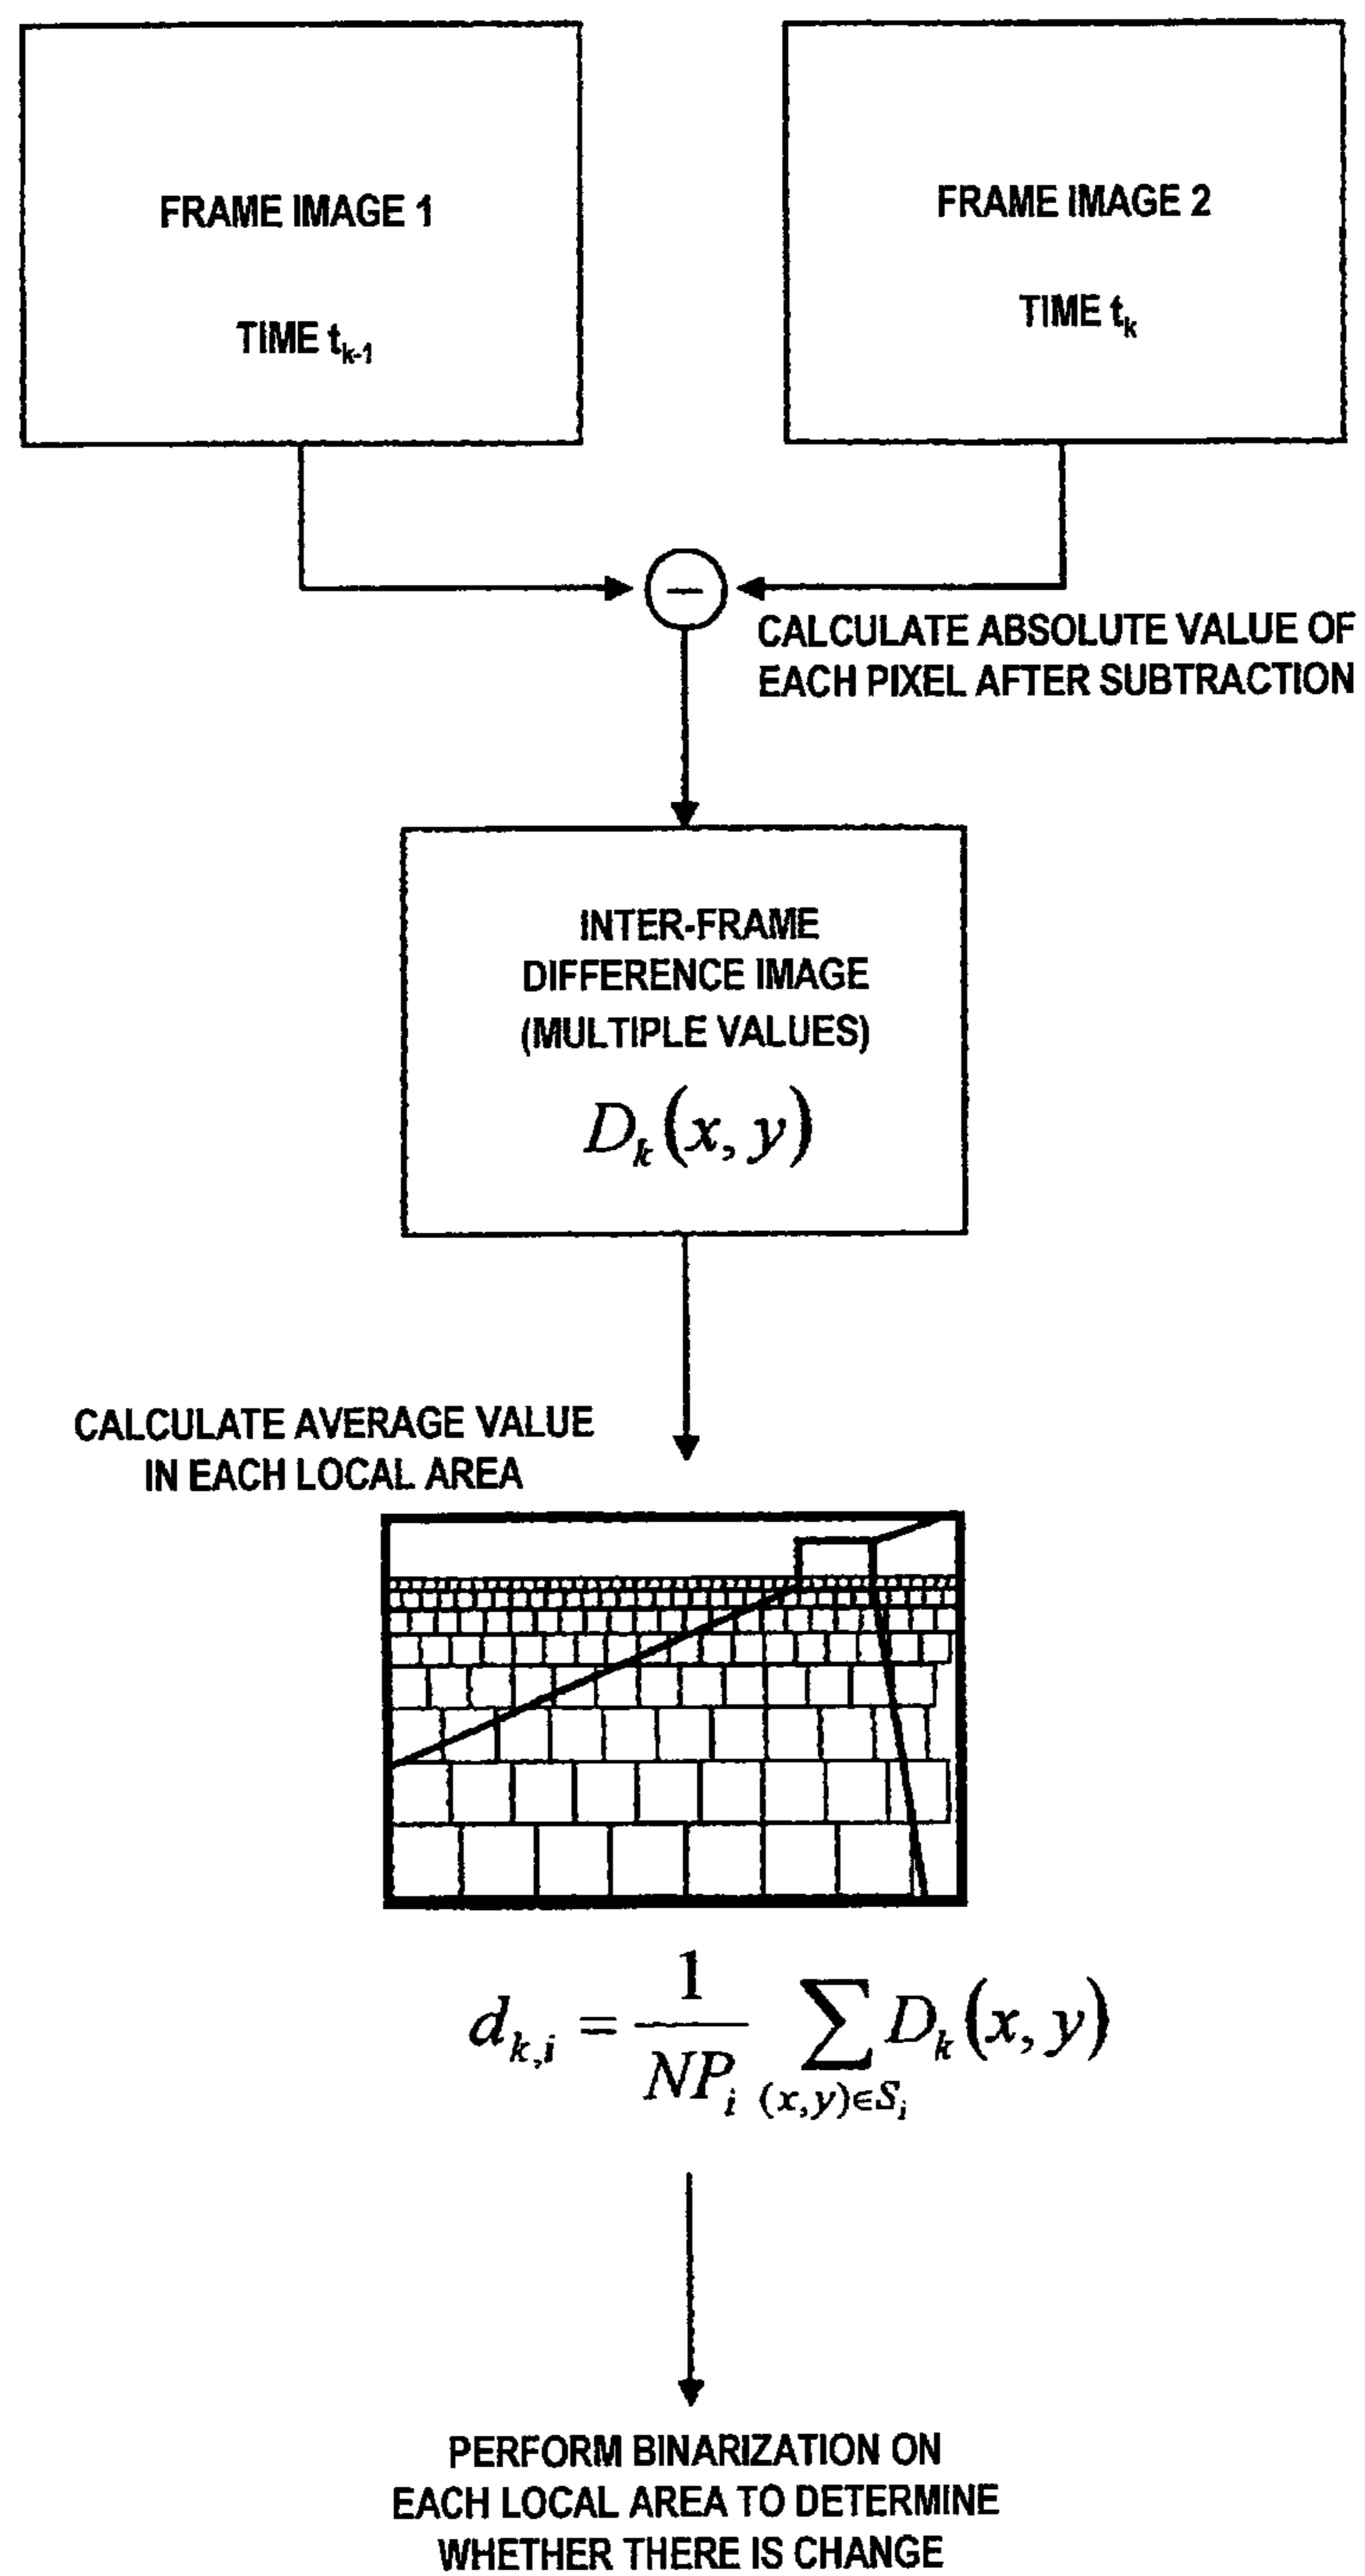 FRAME IMAGE 1
TIME t_{k-1}
FRAME IMAGE 2
TIME t_k
−
CALCULATE ABSOLUTE VALUE OF
EACH PIXEL AFTER SUBTRACTION
INTER-FRAME
DIFFERENCE IMAGE
(MULTIPLE VALUES)
D_k(x, y)
CALCULATE AVERAGE VALUE
IN EACH LOCAL AREA
d_{k,i} = \frac{1}{NP_i} \sum_{(x,y)∈S_i} D_k(x, y)
PERFORM BINARIZATION ON
EACH LOCAL AREA TO DETERMINE
WHETHER THERE IS CHANGE